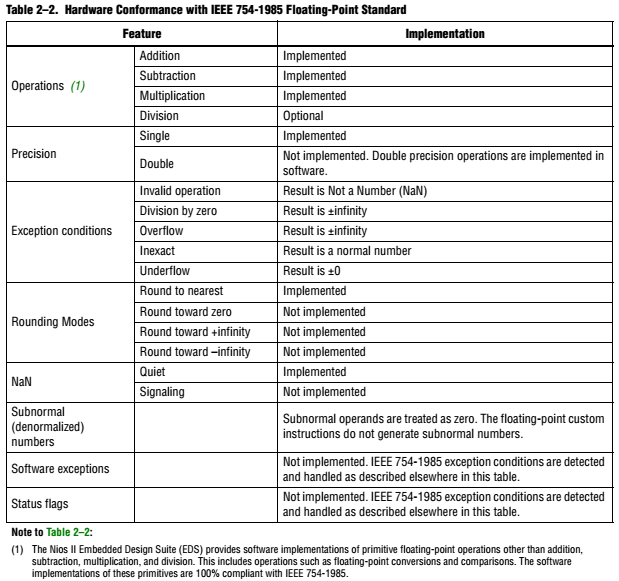 Table 2–2. Hardware Conformance with IEEE 754-1985 Floating-Point Standard
Feature Implementation
Operations (1)
Addition Implemented
Subtraction Implemented
Multiplication Implemented
Division Optional
Precision
Single Implemented
Double Not implemented. Double precision operations are implemented in
software.
Exception conditions
Invalid operation Result is Not a Number (NaN)
Division by zero Result is ±infinity
Overflow Result is ±infinity
Inexact Result is a normal number
Underflow Result is ±0
Rounding Modes
Round to nearest Implemented
Round toward zero Not implemented
Round toward +infinity Not implemented
Round toward –infinity Not implemented
NaN
Quiet Implemented
Signaling Not implemented
Subnormal
(denormalized)
numbers
Subnormal operands are treated as zero. The floating-point custom
instructions do not generate subnormal numbers.
Software exceptions
Not implemented. IEEE 754-1985 exception conditions are detected
and handled as described elsewhere in this table.
Status flags
Not implemented. IEEE 754-1985 exception conditions are detected
and handled as described elsewhere in this table.
Note to Table 2–2:
(1) The Nios II Embedded Design Suite (EDS) provides software implementations of primitive floating-point operations other than addition,
subtraction, multiplication, and division. This includes operations such as floating-point conversions and comparisons. The software
implementations of these primitives are 100% compliant with IEEE 754-1985.